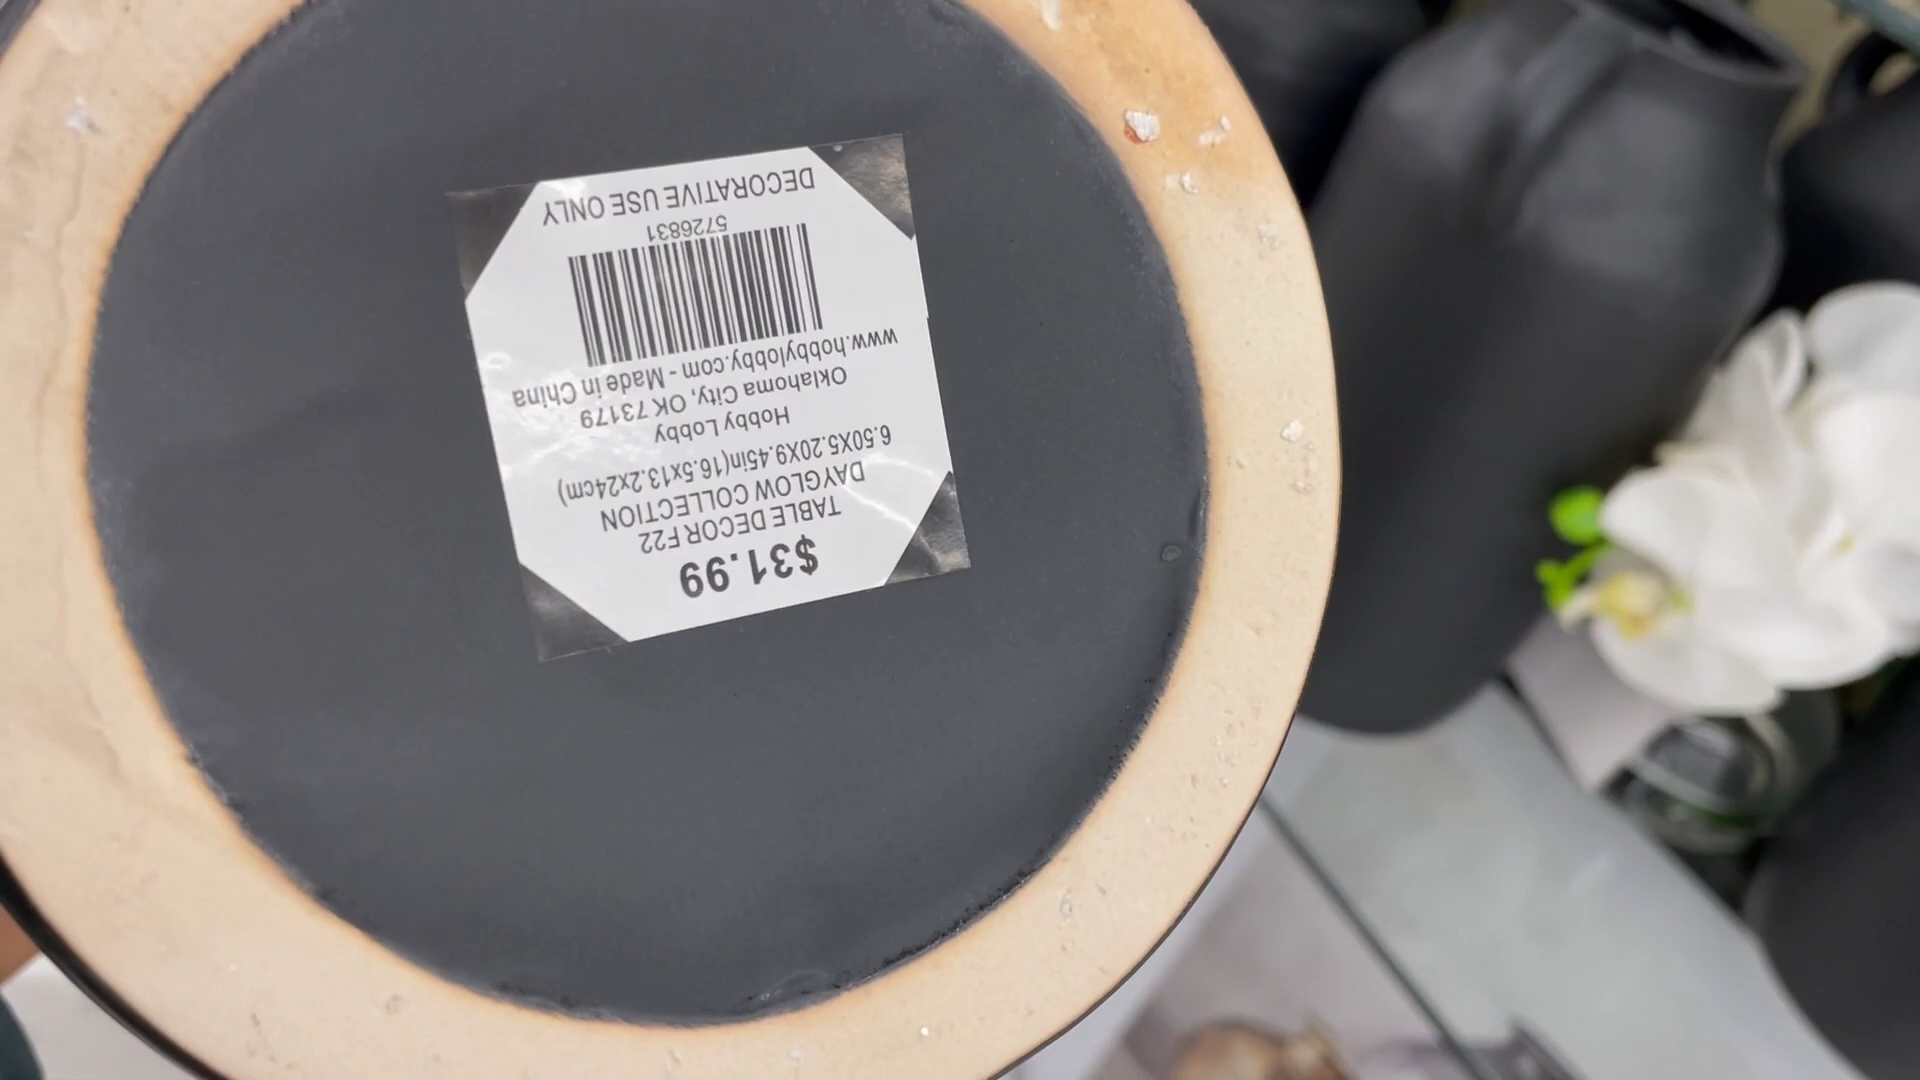 $31.99
TABLE DECOR F22
DAYGLOW COLLECTION
6.50X5.20X9.45in(16.5x13.2x24cm)
Hobby Lobby
Oklahoma City, OK 73179
www.hobbylobby.com - Made in China
5726831
DECORATIVE USE ONLY